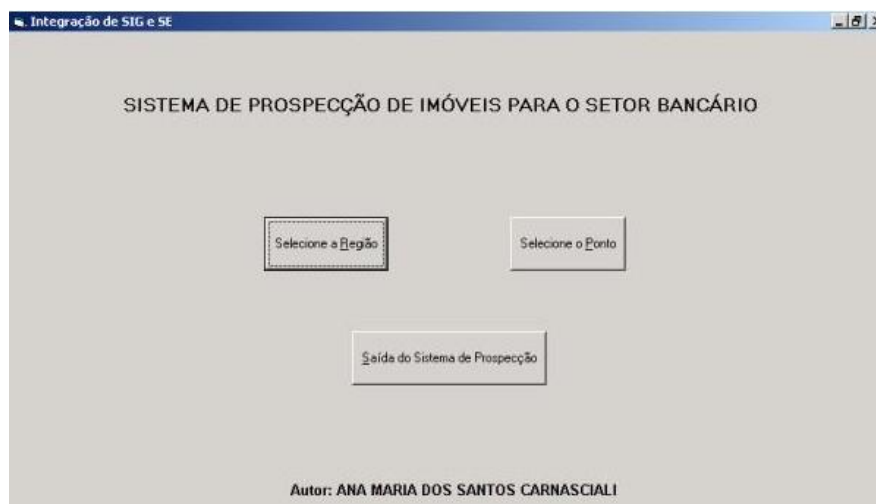 Integração de SIG e SE
SISTEMA DE PROSPECÇÃO DE IMÓVEIS PARA O SETOR BANCÁRIO
Selecione a Região
Selecione o Ponto
Saída do Sistema de Prospecção
Autor: ANA MARIA DOS SANTOS CARNASCIALI